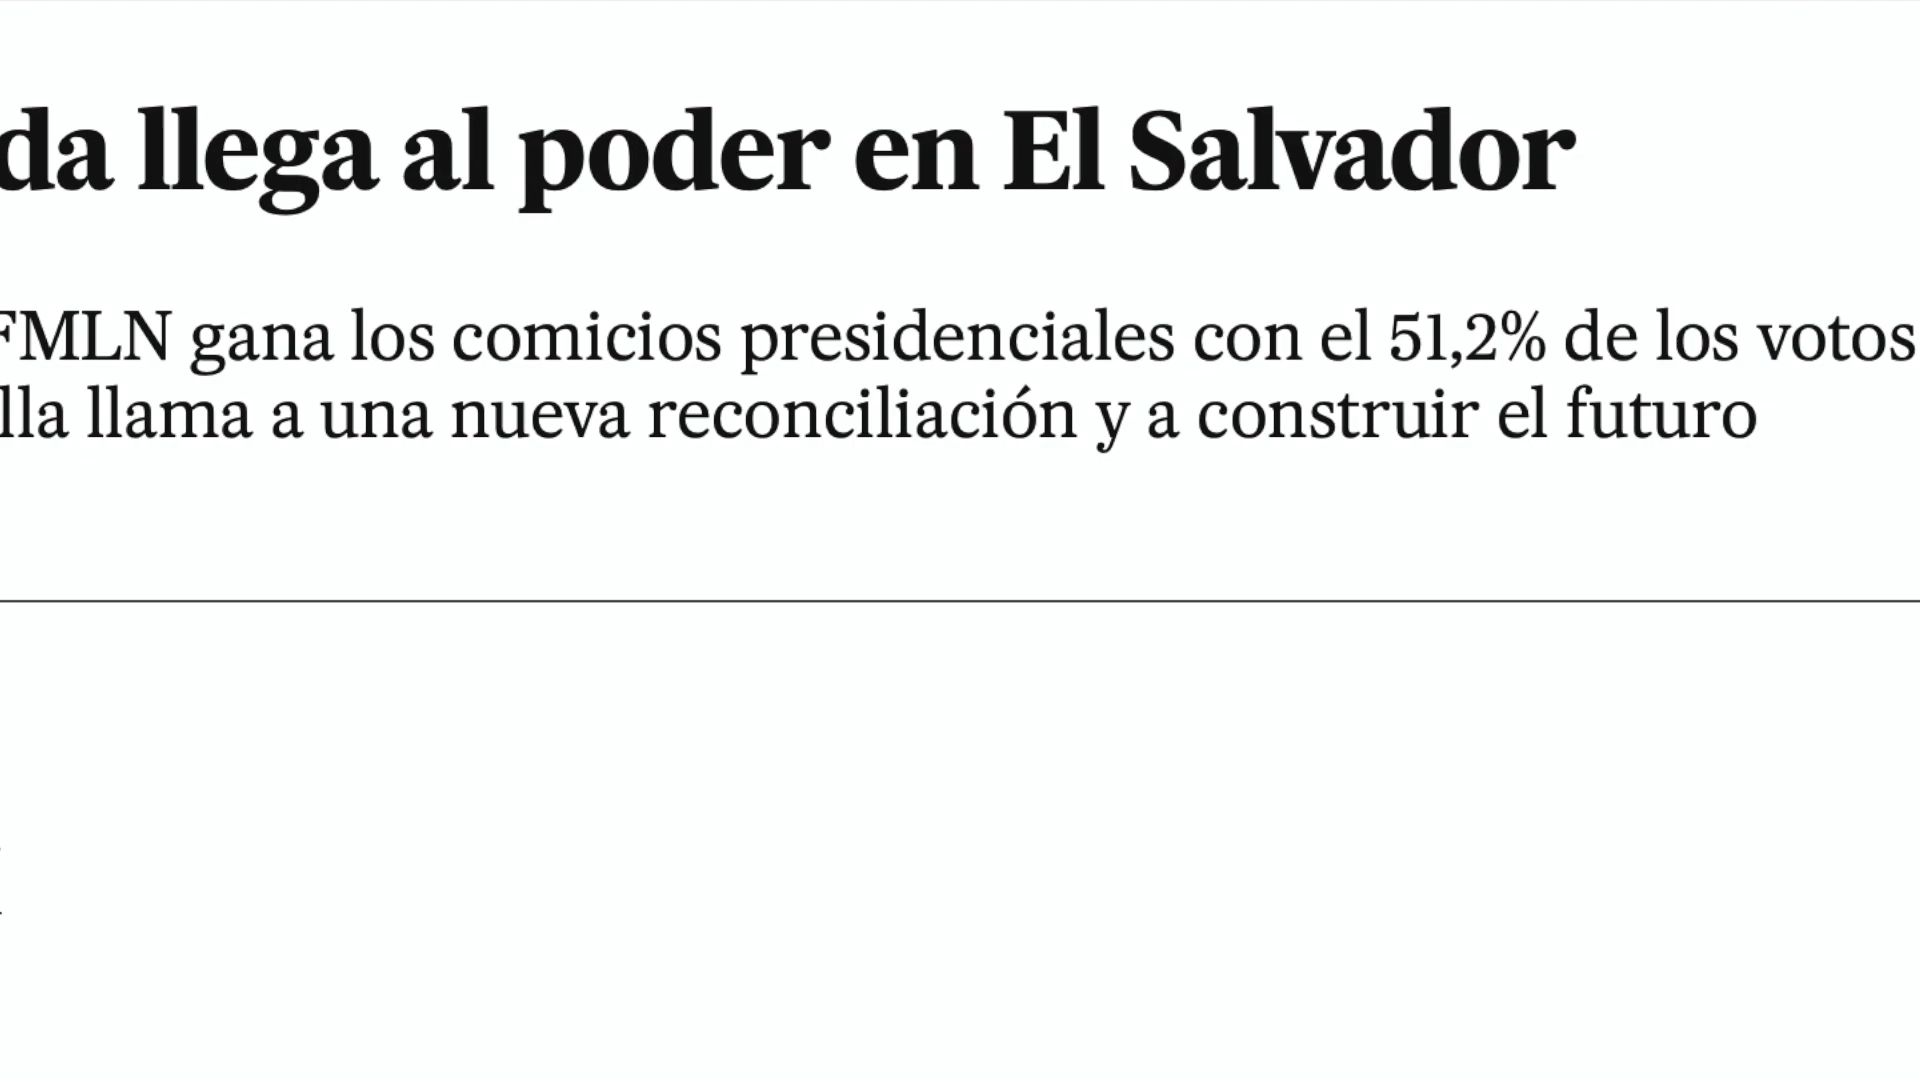 da llega al poder en El Salvador
FMLN gana los comicios presidenciales con el 51,2% de los votos
lla llama a una nueva reconciliación y a construir el futuro